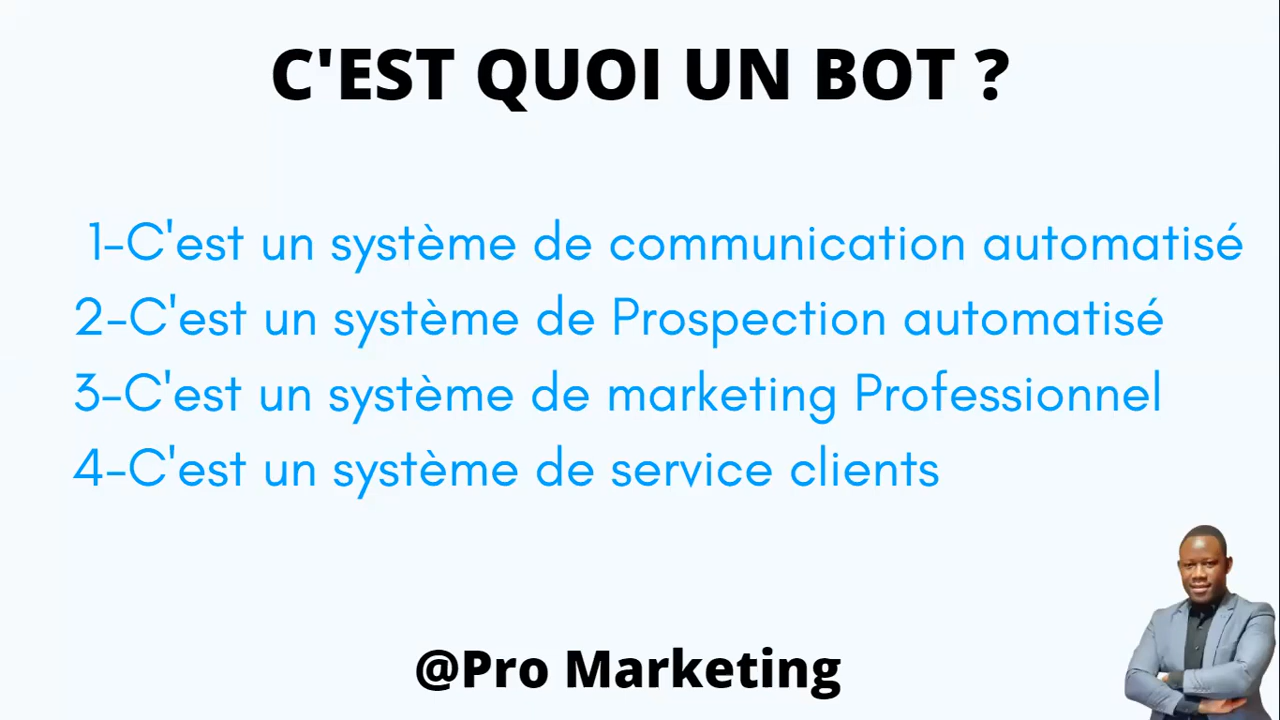 C'EST QUOI UN BOT ?
1-C'est un système de communication automatisé
2-C'est un système de Prospection automatisé
3-C'est un système de marketing Professionnel
4-C'est un système de service clients
@Pro Marketing